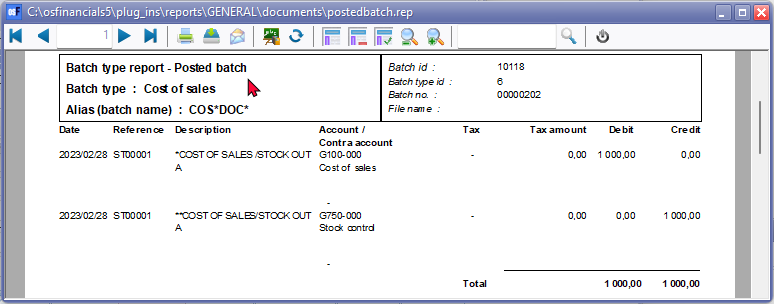 C:\osfinancials5\plug_ins\reports\GENERAL\documents\postedbatch.rep
1
Batch type report - Posted batch
Batch type : Cost of sales
Alias (batch name) : COS*DOC*
Batch id : 10118
Batch type id : 6
Batch no. : 00000202
File name :
Date Reference Description Account / Tax Tax amount Debit Credit
Contra account
2023/02/28 ST00001 *COST OF SALES /STOCK OUT G100-000 - 0,00 1 000,00 0,00
A Cost of sales
-
2023/02/28 ST00001 **COST OF SALES/STOCK OUT G750-000 - 0,00 0,00 1 000,00
A Stock control
-
Total 1 000,00 1 000,00